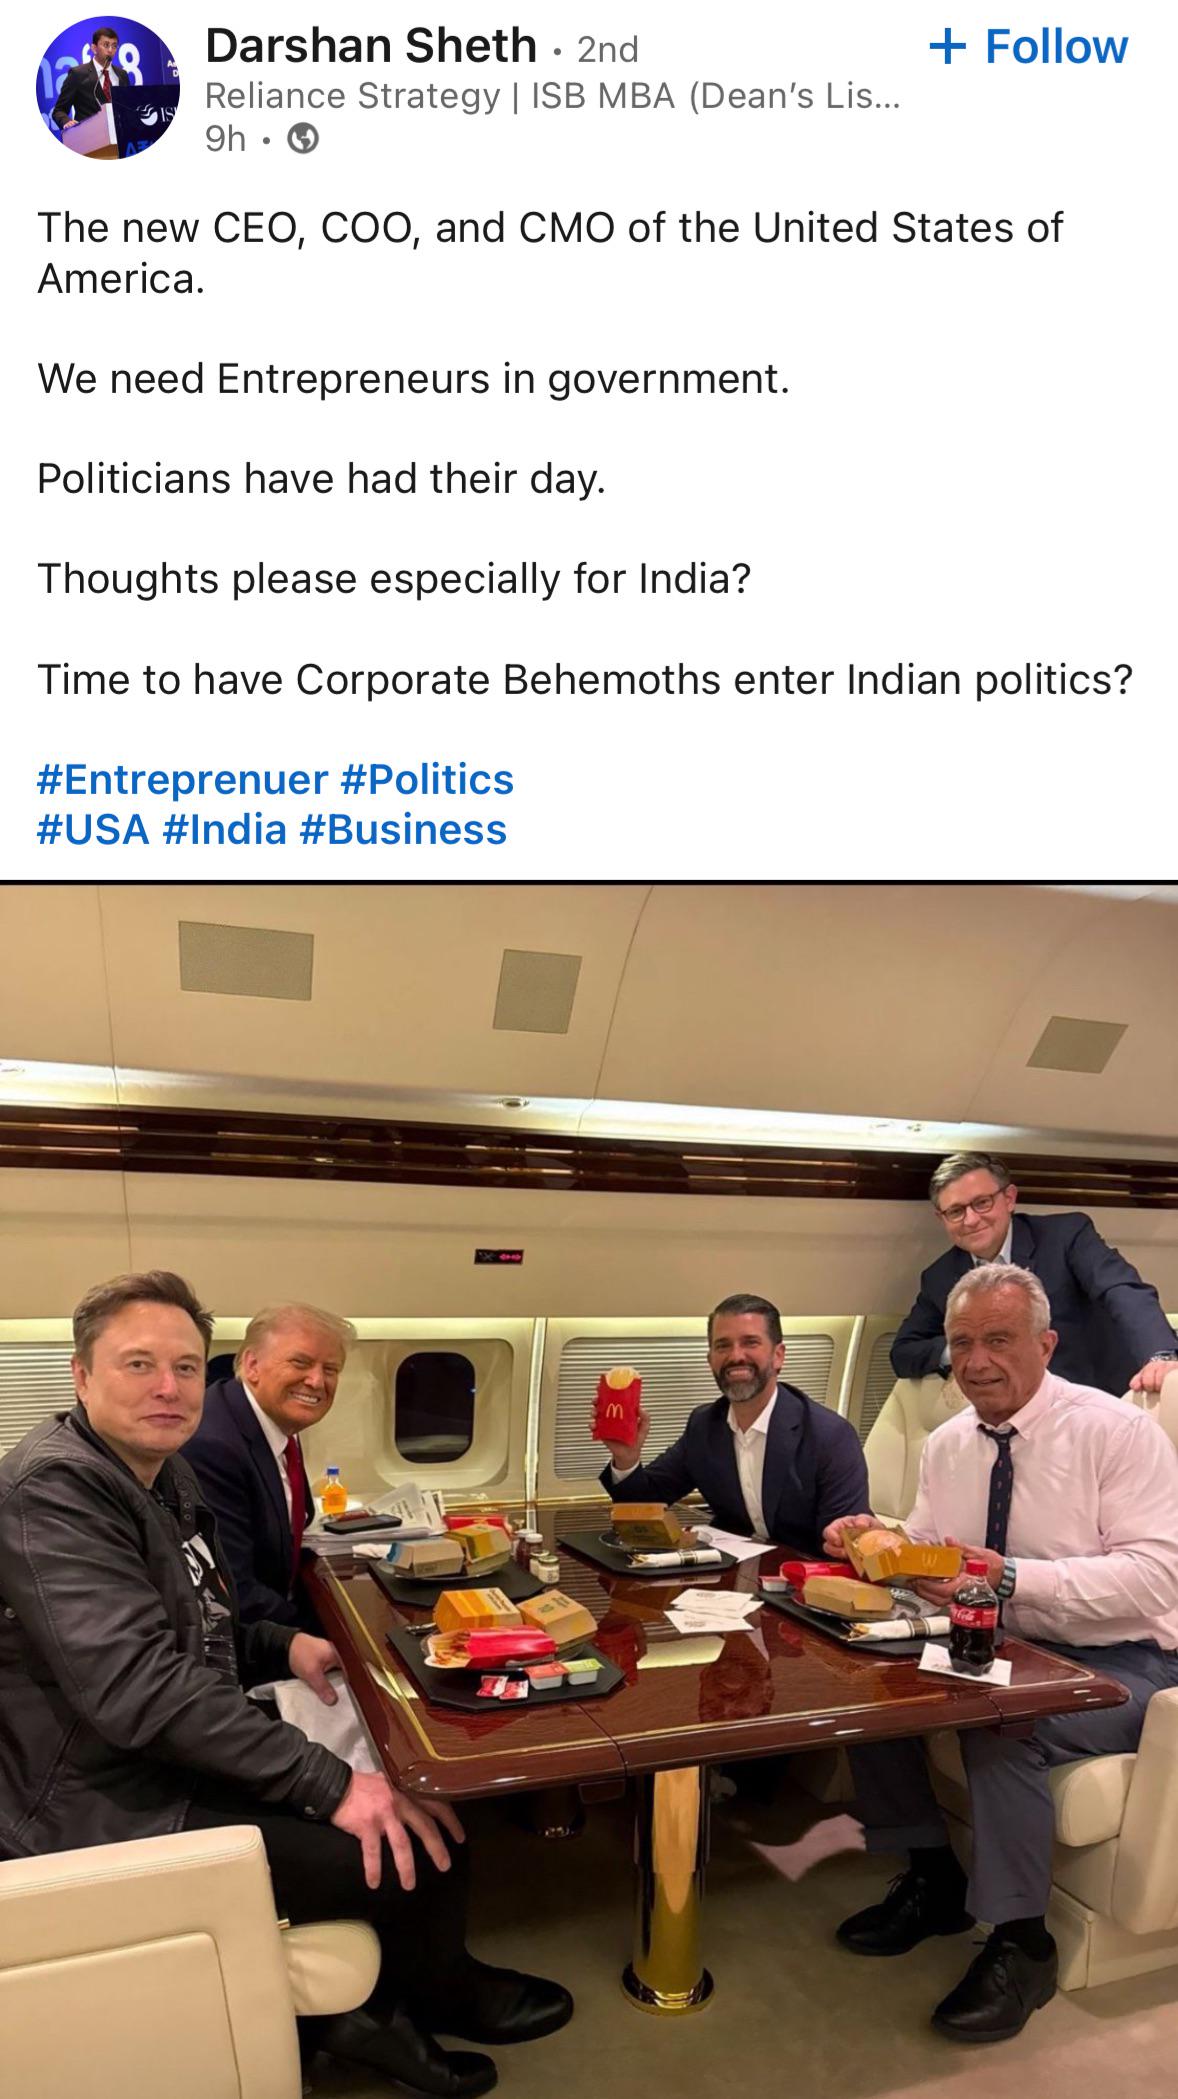 Darshan Sheth • 2nd
+ Follow
Reliance Strategy | ISB MBA (Dean's Lis...
9h •
The new CEO, COO, and CMO of the United States of
America.
We need Entrepreneurs in government.
Politicians have had their day.
Thoughts please especially for India?
Time to have Corporate Behemoths enter Indian politics?
#Entreprenuer #Politics
#USA #India #Business